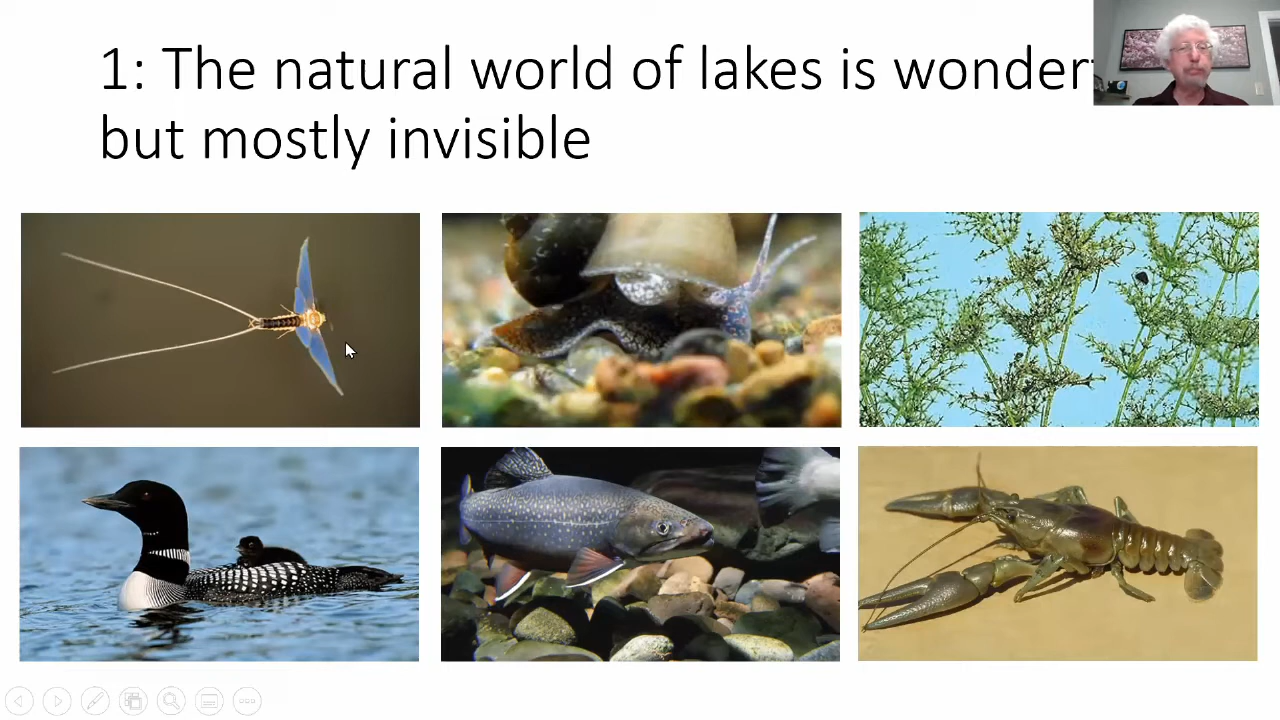 1: The natural world of lakes is wonder
but mostly invisible